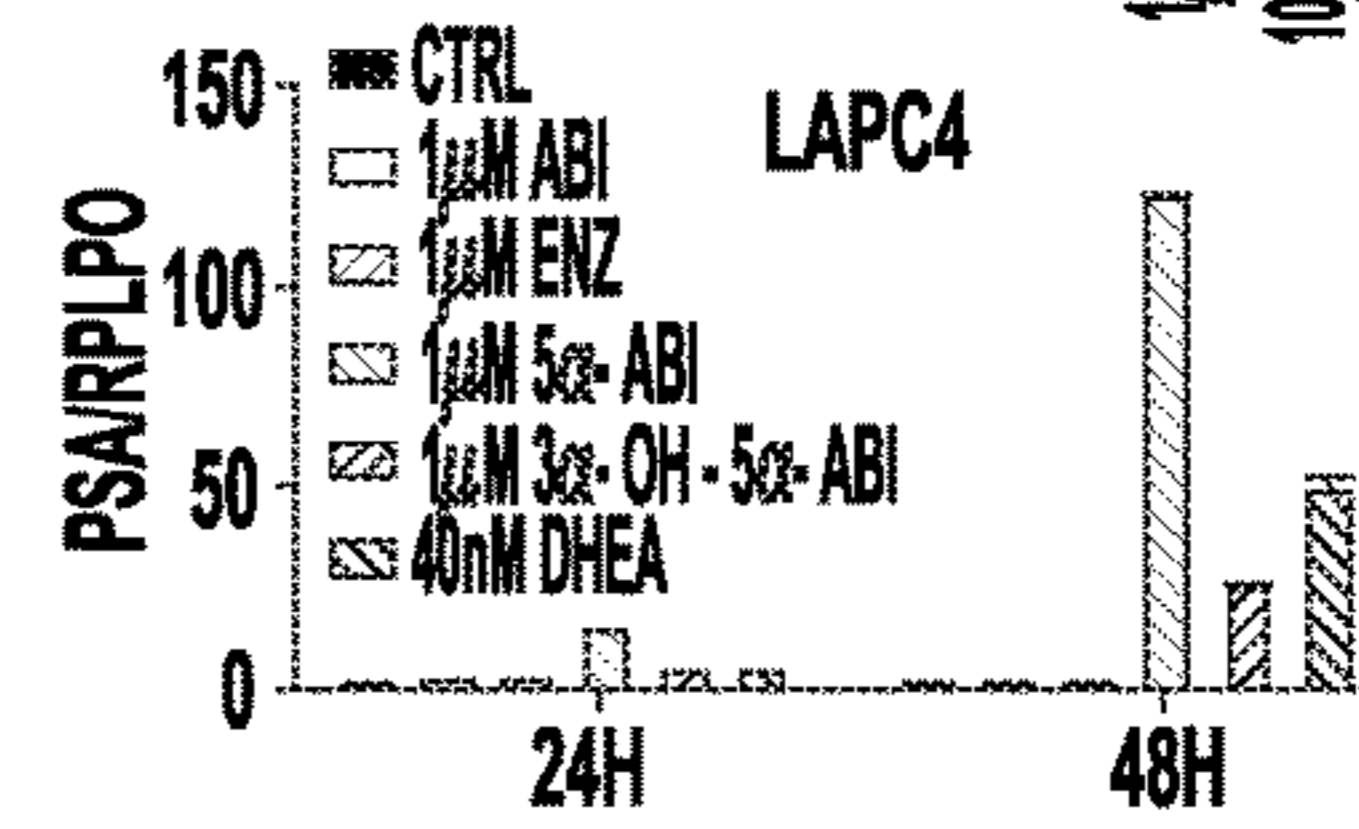 150
100
50
0
PSA/RPLPO
CTRL
1µM ABI
1µM ENZ
1µM 5α- ABI
1µM 3α- OH - 5α- ABI
40nM DHEA
LAPC4
24H
48H